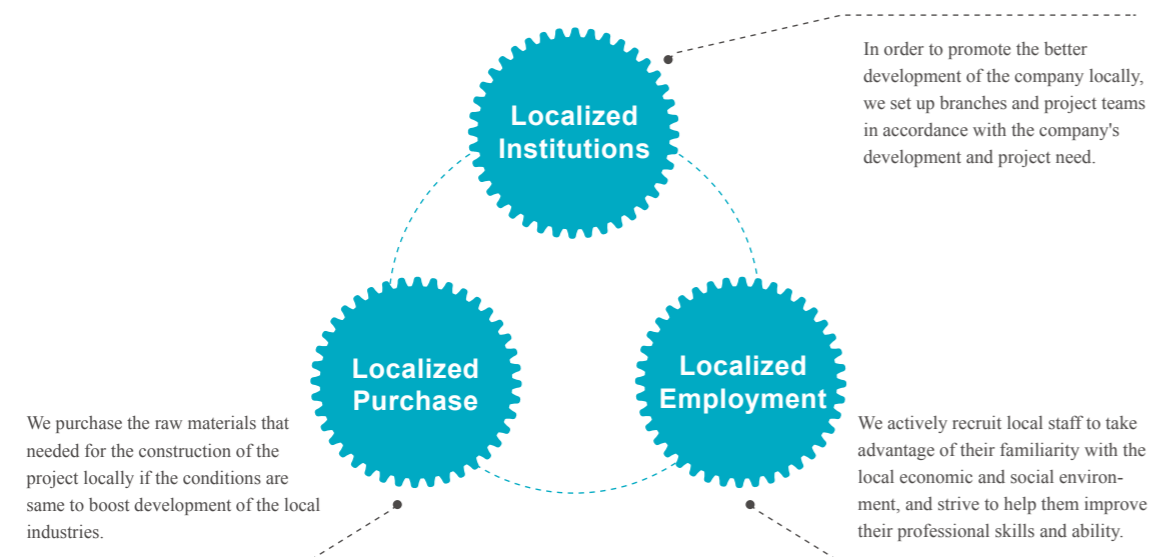 Localized
Institutions
In order to promote the better
development of the company locally,
we set up branches and project teams
in accordance with the company's
development and project need.
Localized
Purchase
We purchase the raw materials that
needed for the construction of the
project locally if the conditions are
same to boost development of the local
industries.
Localized
Employment
We actively recruit local staff to take
advantage of their familiarity with the
local economic and social environ-
ment, and strive to help them improve
their professional skills and ability.